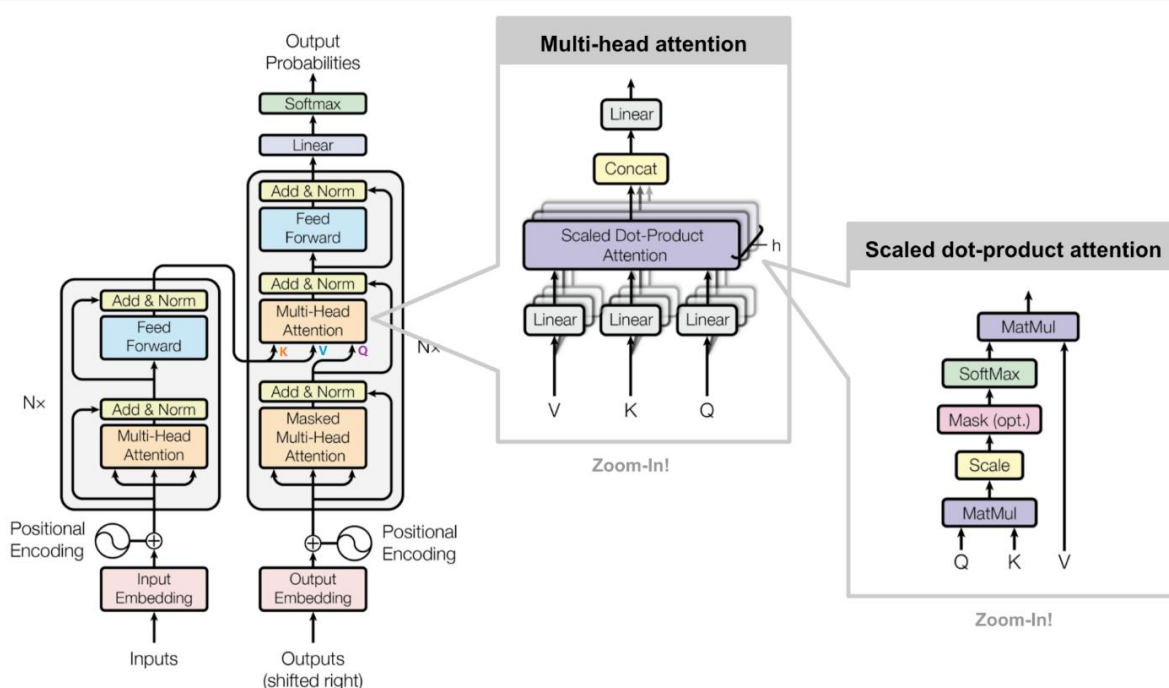 Output
Probabilities
Softmax
Linear
Add & Norm
Feed
Forward
Add & Norm
Multi-Head
Attention
K V Q
Nx
Add & Norm
Masked
Multi-Head
Attention
Positional
Encoding
Output
Embedding
Outputs
(shifted right)
Add & Norm
Feed
Forward
Nx
Add & Norm
Multi-Head
Attention
Positional
Encoding
Input
Embedding
Inputs
Multi-head attention
Linear
Concat
Scaled Dot-Product
Attention
h
Linear Linear Linear
V K Q
Zoom-In!
Scaled dot-product attention
MatMul
SoftMax
Mask (opt.)
Scale
MatMul
Q K V
Zoom-In!